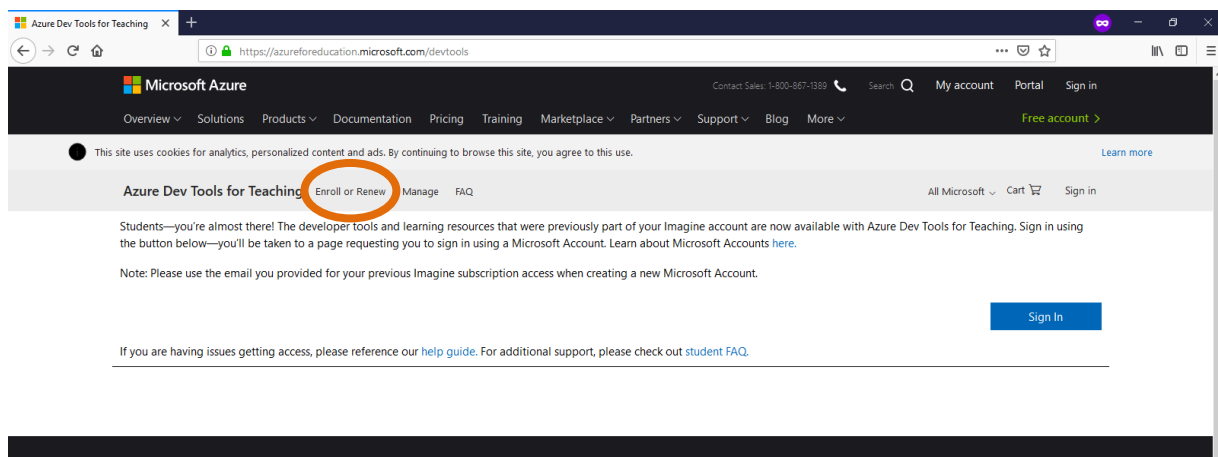 Azure Dev Tools for Teaching
https://azureforeducation.microsoft.com/devtools
Microsoft Azure
Contact Sales: 1-800-867-1389 Search My account Portal Sign in
Overview Solutions Products Documentation Pricing Training Marketplace Partners Support Blog More Free account >
This site uses cookies for analytics, personalized content and ads. By continuing to browse this site, you agree to this use. Learn more
Azure Dev Tools for Teaching Enroll or Renew Manage FAQ All Microsoft Cart Sign in
Students—you're almost there! The developer tools and learning resources that were previously part of your Imagine account are now available with Azure Dev Tools for Teaching. Sign in using
the button below—you'll be taken to a page requesting you to sign in using a Microsoft Account. Learn about Microsoft Accounts here.
Note: Please use the email you provided for your previous Imagine subscription access when creating a new Microsoft Account.
Sign In
If you are having issues getting access, please reference our help guide. For additional support, please check out student FAQ.